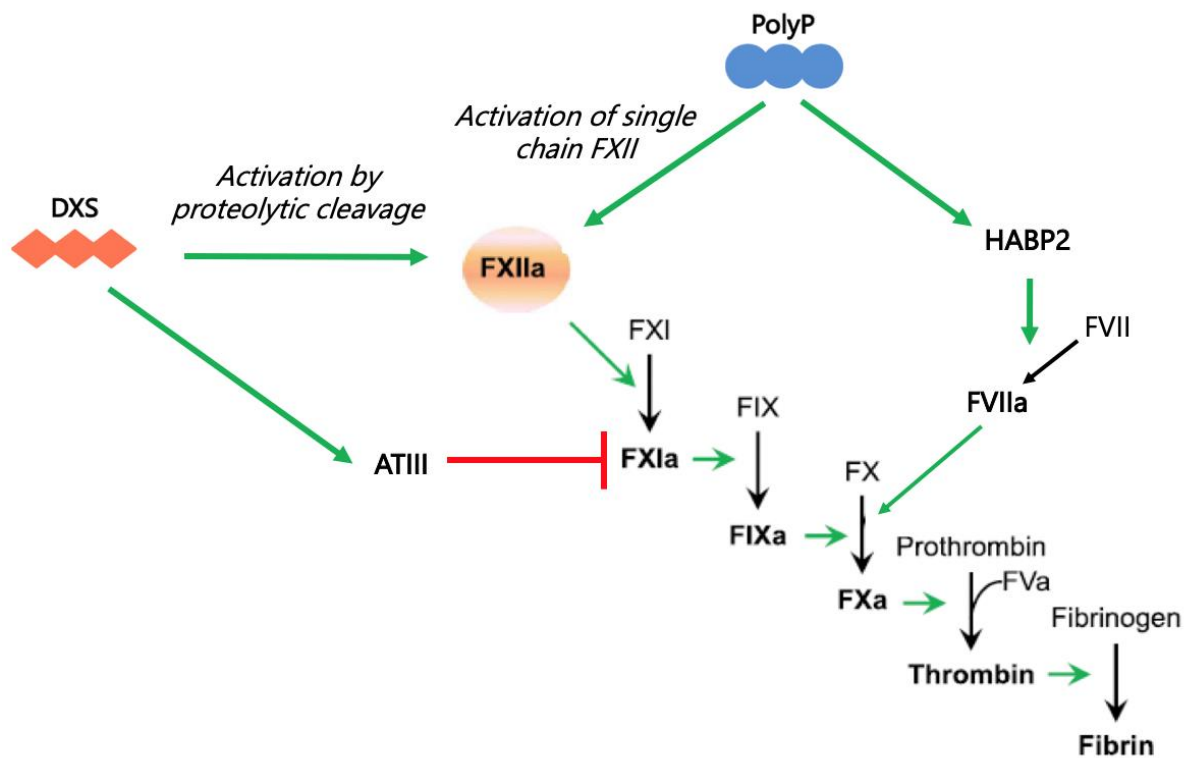 PolyP
Activation of single
chain FXII
Activation by
proteolytic cleavage
DXS
HABP2
FXIIa
FXI
FVII
FIX
FVIIa
ATIII
FXIa
FX
FIXa
Prothrombin
FVa
FXa
Fibrinogen
Thrombin
Fibrin